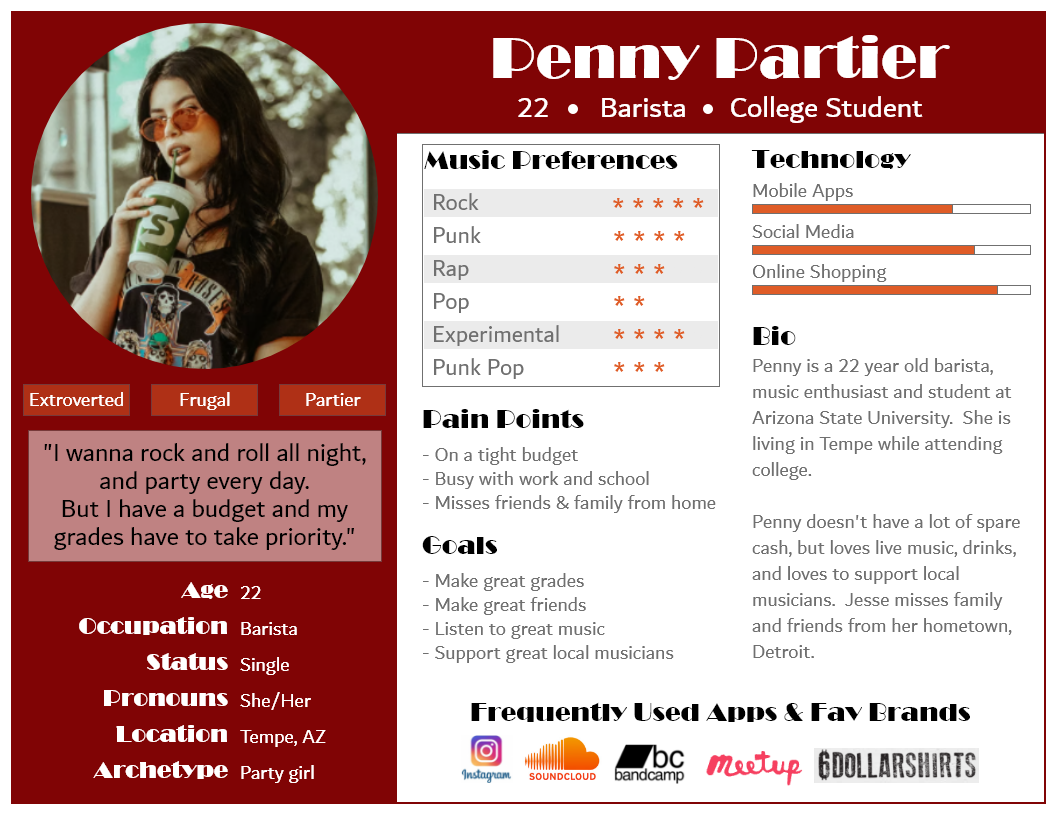 Penny Partier
22 • Barista • College Student
Extroverted Frugal Partier
"I wanna rock and roll all night,
and party every day.
But I have a budget and my
grades have to take priority."
Age 22
Occupation Barista
Status Single
Pronouns She/Her
Location Tempe, AZ
Archetype Party girl
Music Preferences
Rock * * * * *
Punk * * * *
Rap * * *
Pop * *
Experimental * * * *
Punk Pop * * *
Pain Points
- On a tight budget
- Busy with work and school
- Misses friends & family from home
Goals
- Make great grades
- Make great friends
- Listen to great music
- Support great local musicians
Technology
Mobile Apps
Social Media
Online Shopping
Bio
Penny is a 22 year old barista,
music enthusiast and student at
Arizona State University. She is
living in Tempe while attending
college.
Penny doesn't have a lot of spare
cash, but loves live music, drinks,
and loves to support local
musicians. Jesse misses family
and friends from her hometown,
Detroit.
Frequently Used Apps & Fav Brands
Instagram
SOUNDCLOUD
bc
bandcamp
meetup
6DOLLARSHIRTS